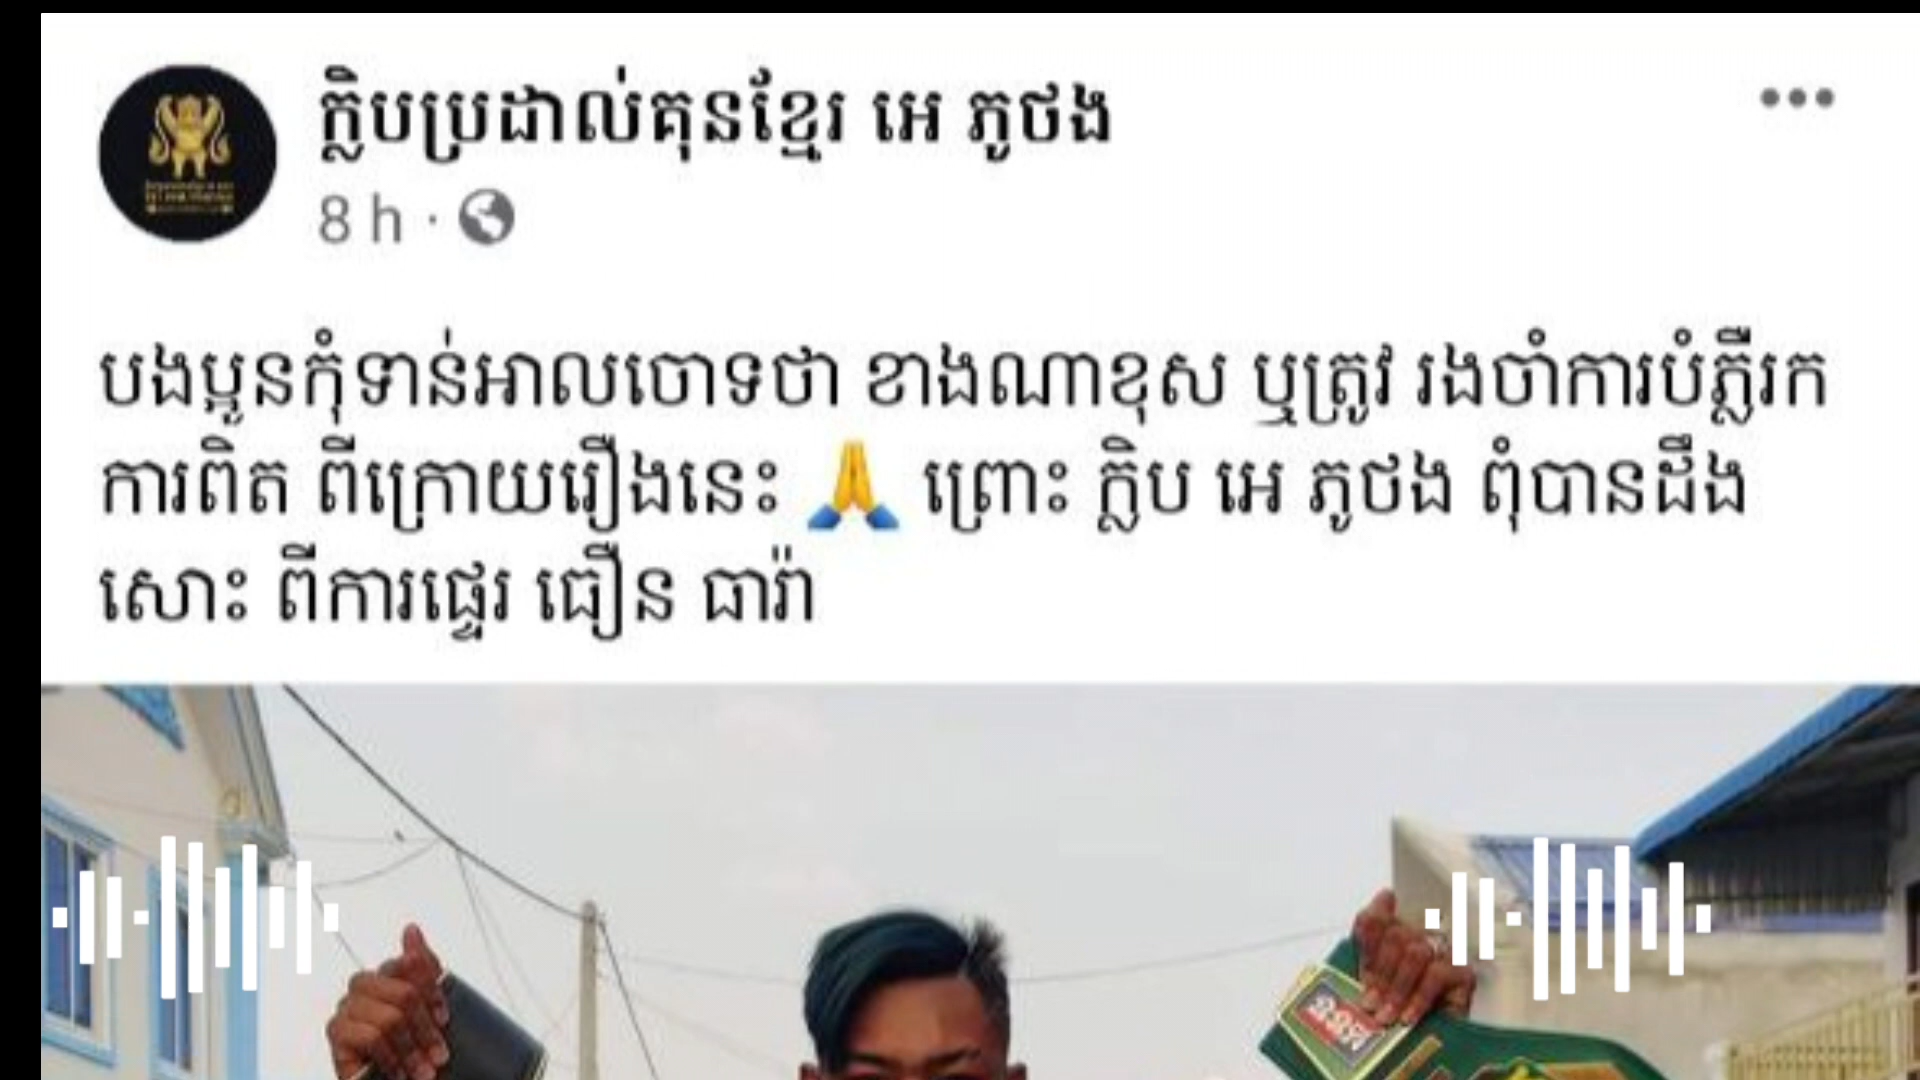 ក្លិបប្រដាល់គុនខ្មែរ អេ ភូថង
8 h ·
បងប្អូនកុំទាន់អាលចោទថា ខាងណាខុស ឬត្រូវ រងចាំការបំភ្លឺរក
ការពិត ពីក្រោយរឿងនេះ 🙏 ព្រោះ ក្លិប អេ ភូថង ពុំបានដឹង
សោះ ពីការផ្ទេរ ធឿន ធារ៉ា